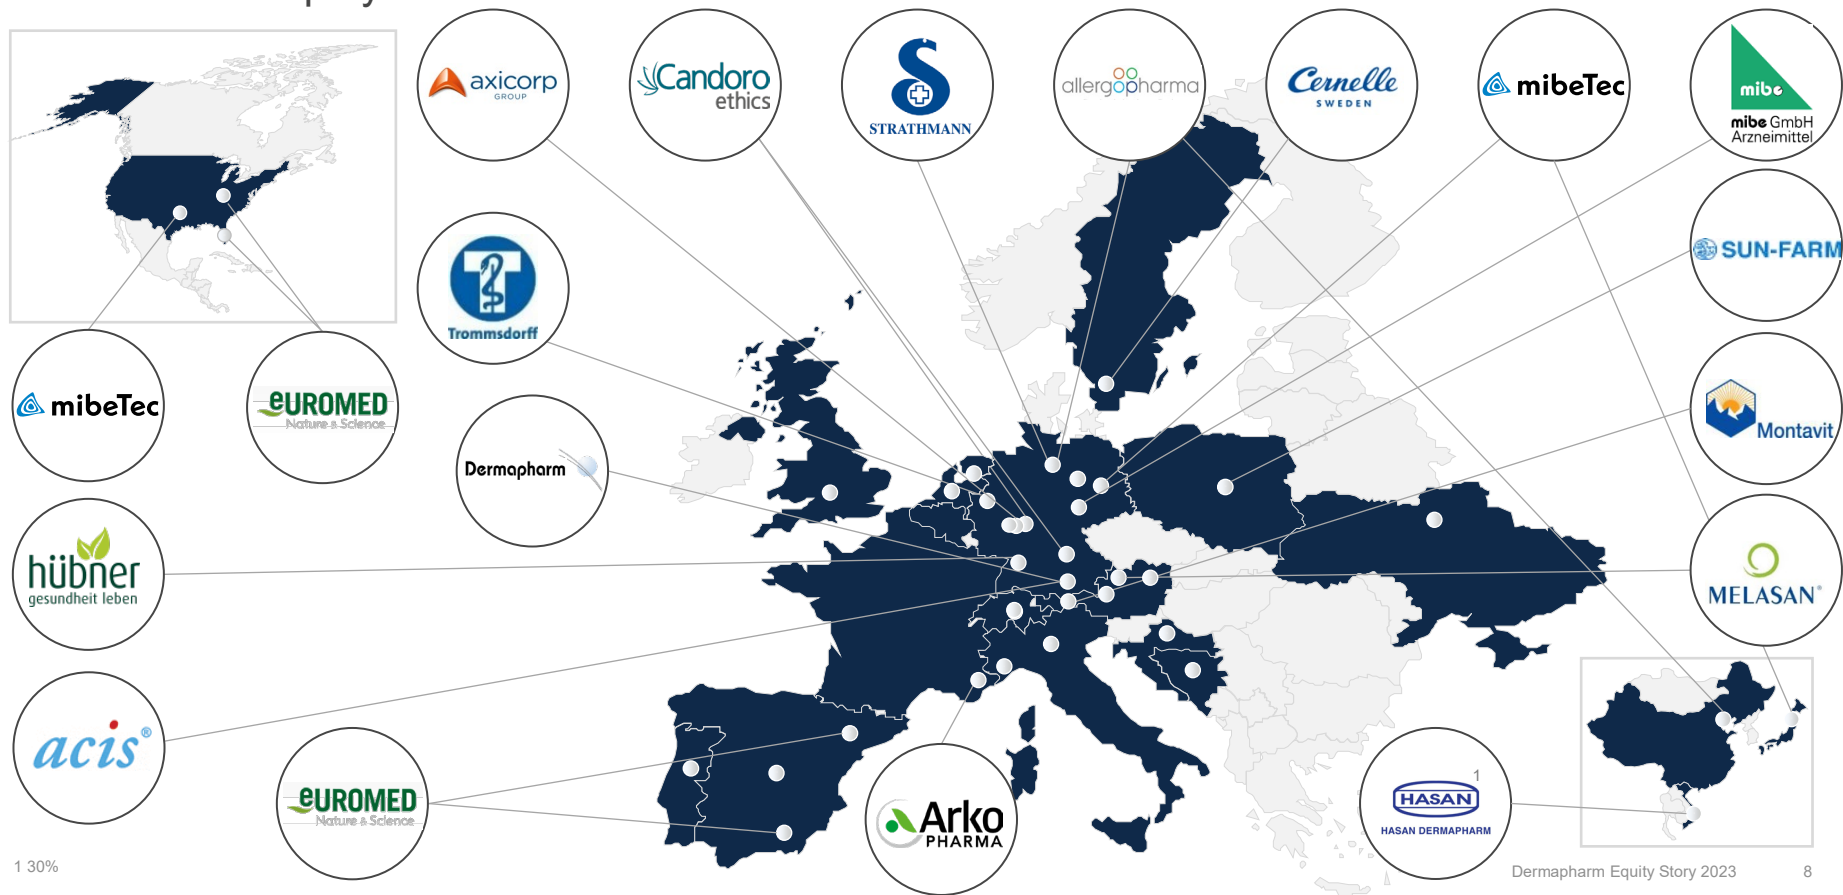 axicorp
GROUP
Candoro
ethics
STRATHMANN
allergopharma
Cernelle
SWEDEN
mibeTec
mibe
mibe GmbH
Arzneimittel
T
Trommsdorff
SUN-FARM
mibeTec
EUROMED
Nature & Science
Dermapharm
Montavit
hübner
gesundheit leben
MELASAN®
acis®
EUROMED
Nature & Science
Arko
PHARMA
1
HASAN
HASAN DERMAPHARM
1 30%
Dermapharm Equity Story 2023 8